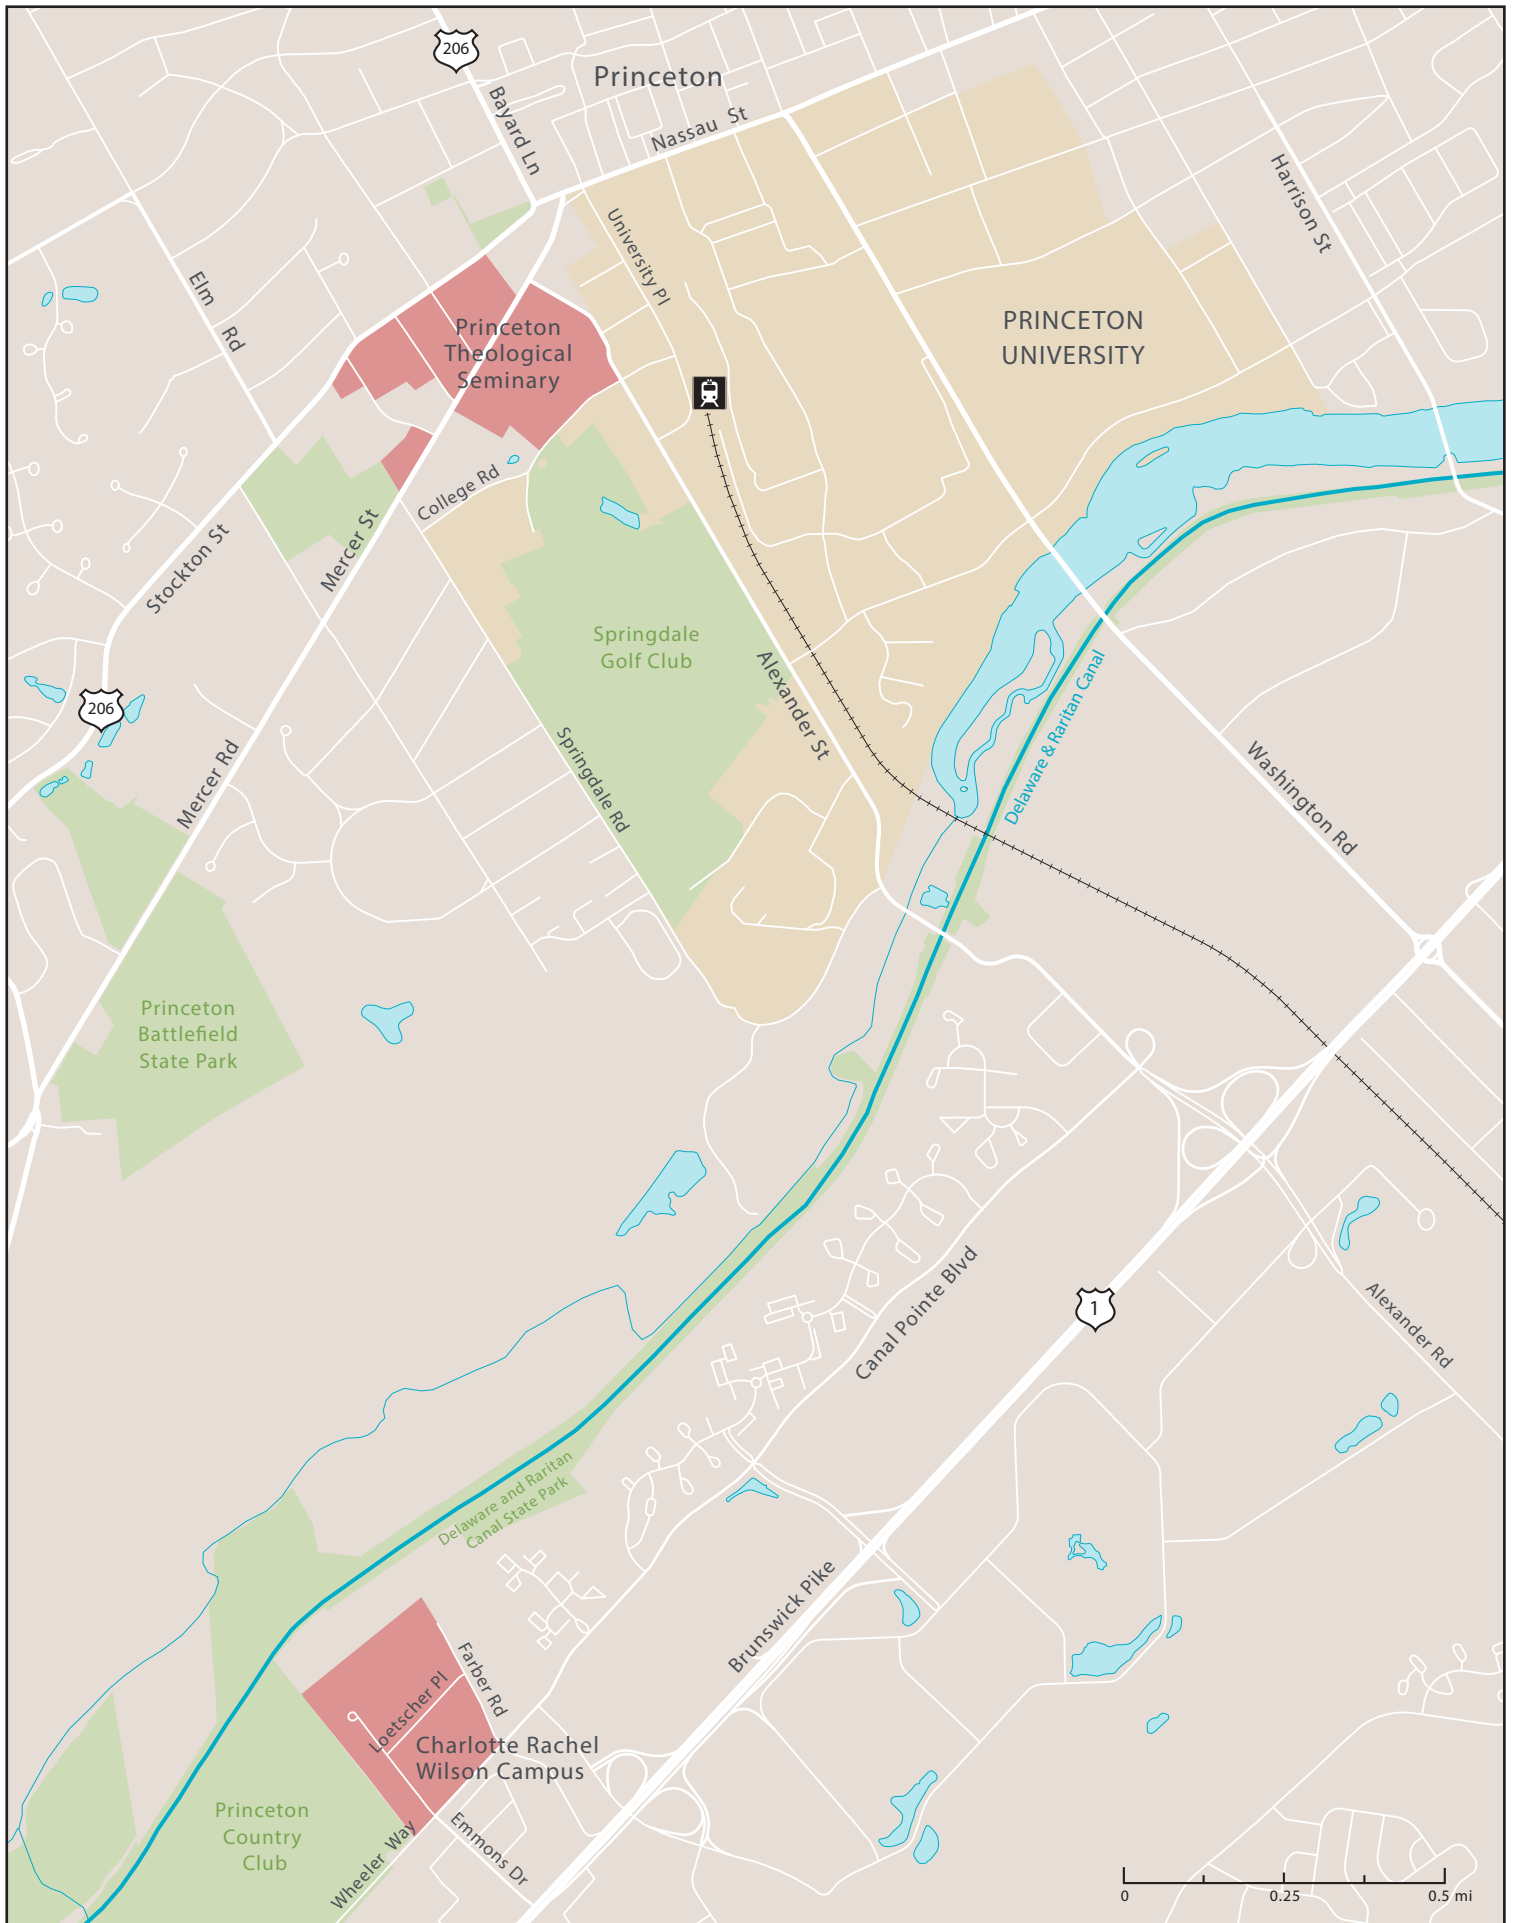 206
Princeton
Bayard Ln
Nassau St
Harrison St
University Pl
Elm Rd
PRINCETON
UNIVERSITY
Princeton
Theological
Seminary
College Rd
Mercer St
Stockton St
Springdale
Golf Club
Alexander St
Delaware & Raritan Canal
206
Springdale Rd
Mercer Rd
Washington Rd
Princeton
Battlefield
State Park
Canal Pointe Blvd
1
Alexander Rd
Delaware and Raritan
Canal State Park
Brunswick Pike
Farber Rd
Loetscher Pl
Charlotte Rachel
Wilson Campus
Princeton
Country
Club
Emmons Dr
Wheeler Way
0 0.25 0.5 mi